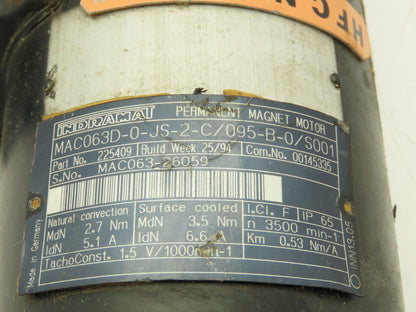 HFC N
INDRAMAT PERMANENT MAGNET MOTOR
MAC063D-0-JS-2-C/095-B-0/S001
Part No. 225409 Build Week 25/94 Com.No. 00145335
S.No. MAC063-26059
Natural convection Surface cooled I.Cl. F IP 65
MdN 2.7 Nm MdN 3.5 Nm n 3500 min-1
IdN 5.1 A IdN 6.6 Km 0.53 Nm/A
TachoConst. 1.5 V/1000min-1
Made in Germany
INN13.05